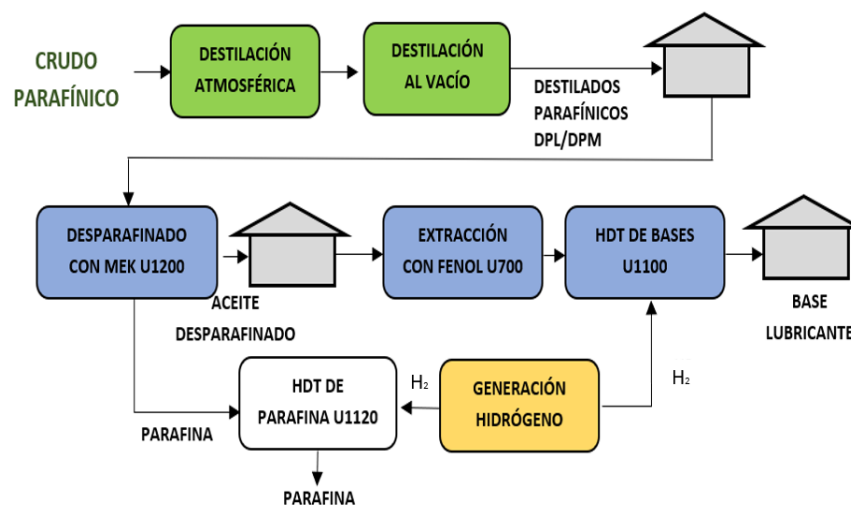 CRUDO
PARAFÍNICO
DESTILACIÓN
ATMOSFÉRICA
DESTILACIÓN
AL VACÍO
DESTILADOS
PARAFÍNICOS
DPL/DPM
DESPARAFINADO
CON MEK U1200
ACEITE
DESPARAFINADO
EXTRACCIÓN
CON FENOL U700
HDT DE BASES
U1100
BASE
LUBRICANTE
PARAFINA
HDT DE
PARAFINA U1120
H₂
GENERACIÓN
HIDRÓGENO
H₂
PARAFINA